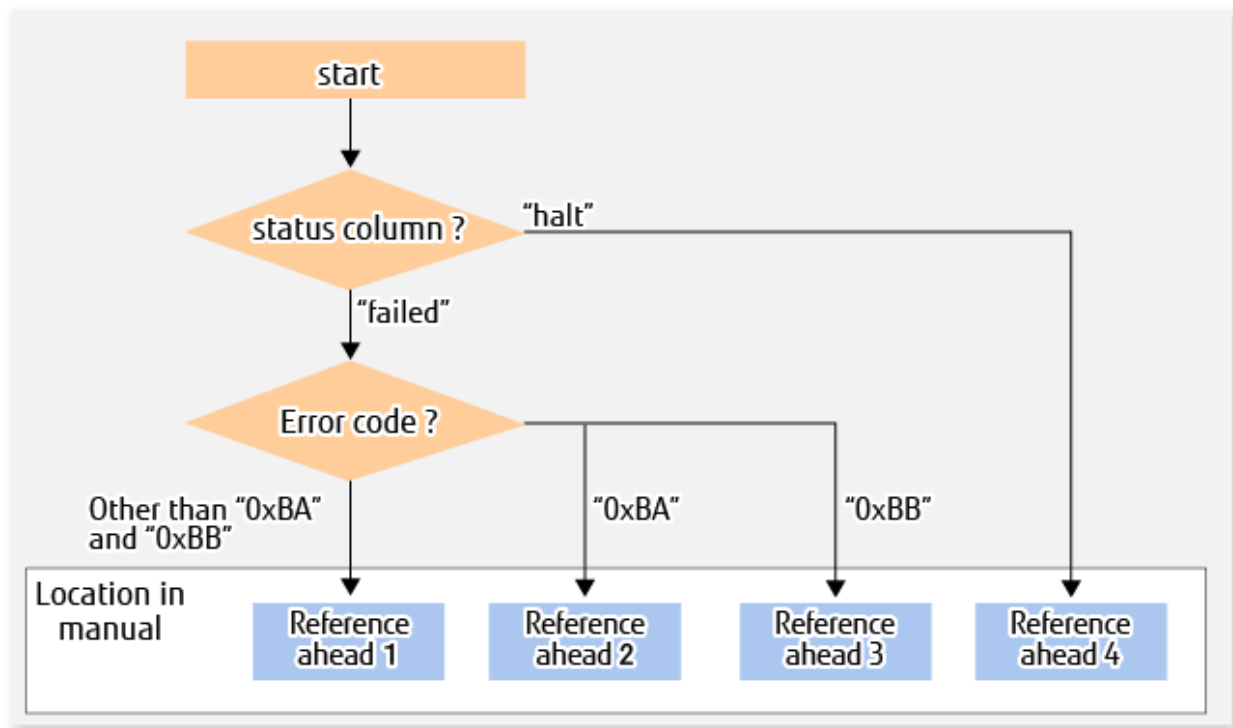 start
status column ?
“halt”
“failed”
Error code ?
Other than “0xBA”
and “0xBB”
“0xBA”
“0xBB”
Location in
manual
Reference
ahead 1
Reference
ahead 2
Reference
ahead 3
Reference
ahead 4